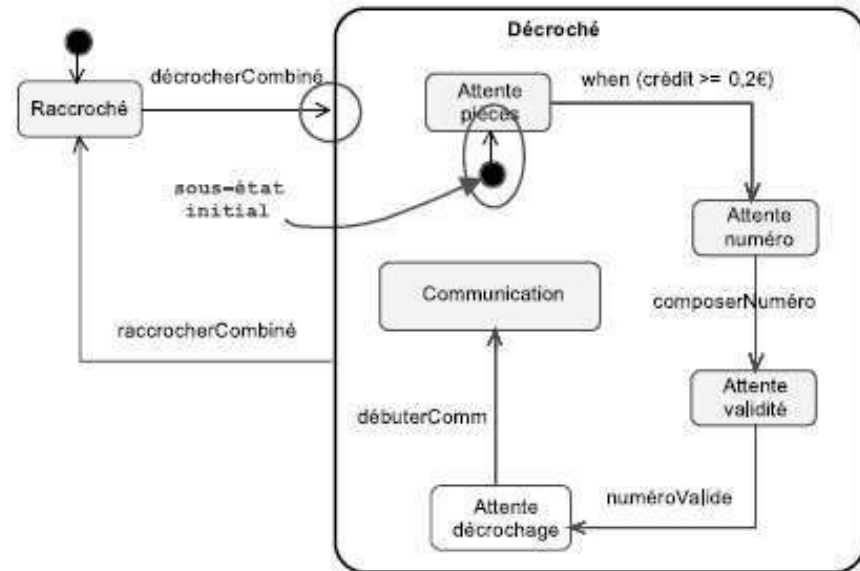 Décroché
décrocherCombiné
Raccroché
Attente
pièces
when (crédit >= 0,2€)
sous-état
initial
Attente
numéro
Communication
composerNuméro
raccrocherCombiné
Attente
validité
débuterComm
numéroValide
Attente
décrochage